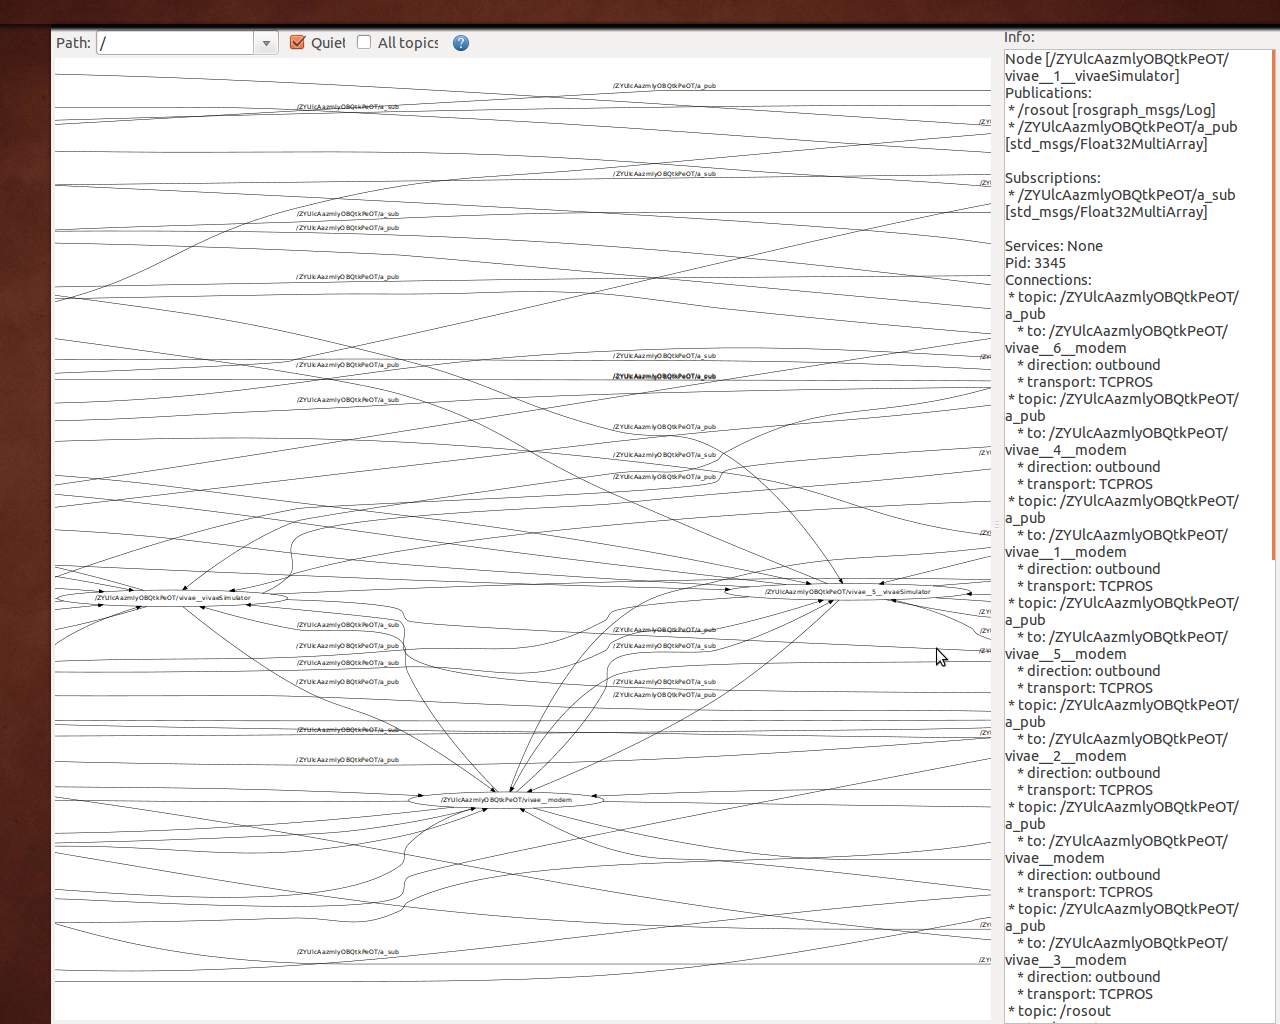 Path: /
Quiet
All topics
?
/ZYUlcAazmlyOBQtkPeOT/a_pub
/ZYUlcAazmlyOBQtkPeOT/a_sub
/ZYUlcAazmlyOBQtkPeOT/a_sub
/ZYUlcAazmlyOBQtkPeOT/a_sub
/ZYUlcAazmlyOBQtkPeOT/a_pub
/ZYUlcAazmlyOBQtkPeOT/a_pub
/ZYUlcAazmlyOBQtkPeOT/a_sub
/ZYUlcAazmlyOBQtkPeOT/a_pub
/ZYUlcAazmlyOBQtkPeOT/a_pub
/ZYUlcAazmlyOBQtkPeOT/a_sub
/ZYUlcAazmlyOBQtkPeOT/a_pub
/ZYUlcAazmlyOBQtkPeOT/a_sub
/ZYUlcAazmlyOBQtkPeOT/a_pub
/ZYUlcAazmlyOBQtkPeOT/vivae__5__vivaeSimulator
/ZYUlcAazmlyOBQtkPeOT/vivae__vivaeSimulator
/ZYUlcAazmlyOBQtkPeOT/a_sub
/ZYUlcAazmlyOBQtkPeOT/a_pub
/ZYUlcAazmlyOBQtkPeOT/a_pub
/ZYUlcAazmlyOBQtkPeOT/a_pub
/ZYUlcAazmlyOBQtkPeOT/a_sub
/ZYUlcAazmlyOBQtkPeOT/a_pub
/ZYUlcAazmlyOBQtkPeOT/a_sub
/ZYUlcAazmlyOBQtkPeOT/a_pub
/ZYUlcAazmlyOBQtkPeOT/a_sub
/ZYUlcAazmlyOBQtkPeOT/a_pub
/ZYUlcAazmlyOBQtkPeOT/vivae__modem
/ZYUlcAazmlyOBQtkPeOT/a_sub
Info:
Node [/ZYUlcAazmlyOBQtkPeOT/
vivae__1__vivaeSimulator]
Publications:
* /rosout [rosgraph_msgs/Log]
* /ZYUlcAazmlyOBQtkPeOT/a_pub
[std_msgs/Float32MultiArray]
Subscriptions:
* /ZYUlcAazmlyOBQtkPeOT/a_sub
[std_msgs/Float32MultiArray]
Services: None
Pid: 3345
Connections:
* topic: /ZYUlcAazmlyOBQtkPeOT/
a_pub
* to: /ZYUlcAazmlyOBQtkPeOT/
vivae__6__modem
* direction: outbound
* transport: TCPROS
* topic: /ZYUlcAazmlyOBQtkPeOT/
a_pub
* to: /ZYUlcAazmlyOBQtkPeOT/
vivae__4__modem
* direction: outbound
* transport: TCPROS
* topic: /ZYUlcAazmlyOBQtkPeOT/
a_pub
* to: /ZYUlcAazmlyOBQtkPeOT/
vivae__1__modem
* direction: outbound
* transport: TCPROS
* topic: /ZYUlcAazmlyOBQtkPeOT/
a_pub
* to: /ZYUlcAazmlyOBQtkPeOT/
vivae__5__modem
* direction: outbound
* transport: TCPROS
* topic: /ZYUlcAazmlyOBQtkPeOT/
a_pub
* to: /ZYUlcAazmlyOBQtkPeOT/
vivae__2__modem
* direction: outbound
* transport: TCPROS
* topic: /ZYUlcAazmlyOBQtkPeOT/
a_pub
* to: /ZYUlcAazmlyOBQtkPeOT/
vivae__modem
* direction: outbound
* transport: TCPROS
* topic: /ZYUlcAazmlyOBQtkPeOT/
a_pub
* to: /ZYUlcAazmlyOBQtkPeOT/
vivae__3__modem
* direction: outbound
* transport: TCPROS
* topic: /rosout